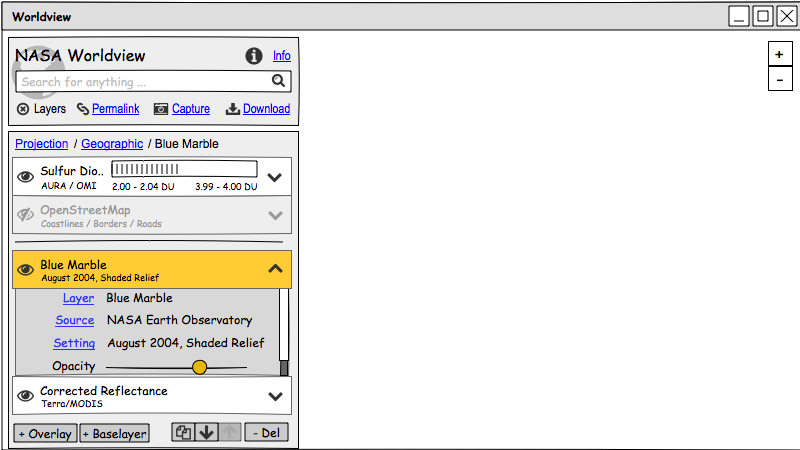 Worldview
NASA Worldview
Info
Search for anything ...
Layers Permalink Capture Download
Projection / Geographic / Blue Marble
Sulfur Dio..
AURA / OMI 2.00 - 2.04 DU 3.99 - 4.00 DU
OpenStreetMap
Coastlines / Borders / Roads
Blue Marble
August 2004, Shaded Relief
Layer Blue Marble
Source NASA Earth Observatory
Setting August 2004, Shaded Relief
Opacity
Corrected Reflectance
Terra/MODIS
+ Overlay + Baselayer - Del
+
-